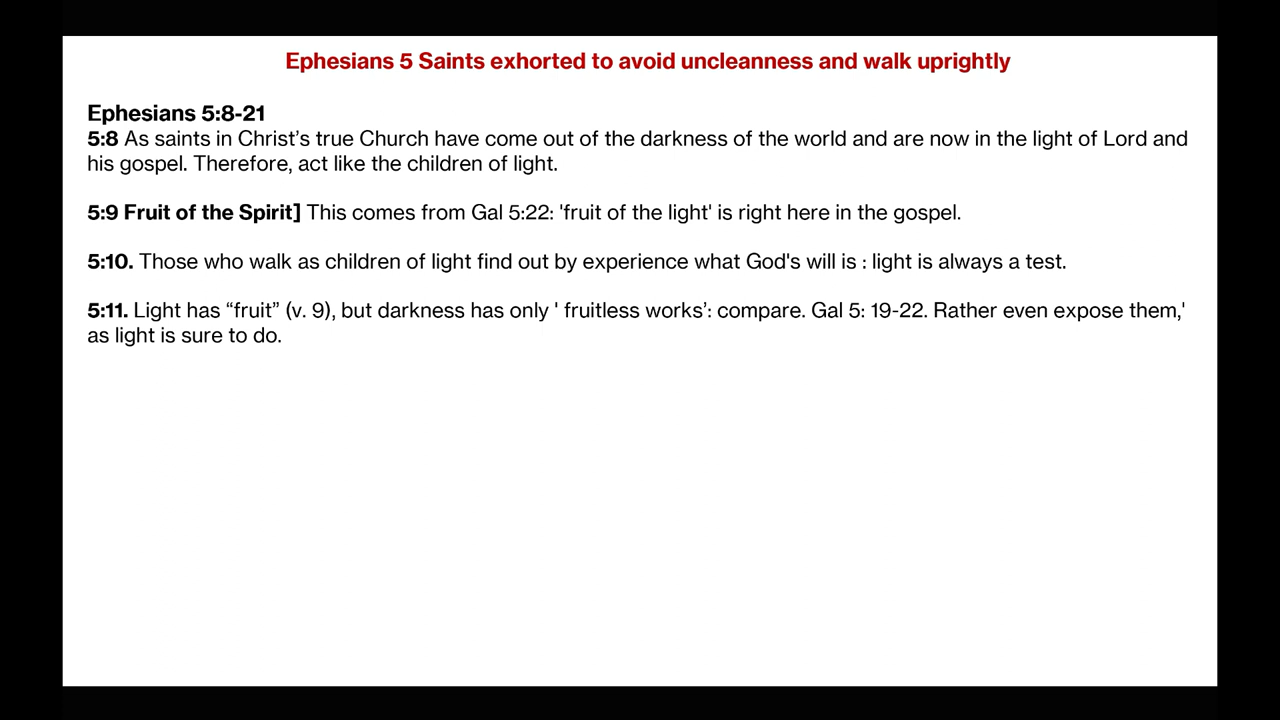 Ephesians 5 Saints exhorted to avoid uncleanness and walk uprightly
Ephesians 5:8-21
5:8 As saints in Christ’s true Church have come out of the darkness of the world and are now in the light of Lord and
his gospel. Therefore, act like the children of light.
5:9 Fruit of the Spirit] This comes from Gal 5:22: 'fruit of the light' is right here in the gospel.
5:10. Those who walk as children of light find out by experience what God's will is : light is always a test.
5:11. Light has “fruit” (v. 9), but darkness has only ' fruitless works’: compare. Gal 5: 19-22. Rather even expose them,'
as light is sure to do.